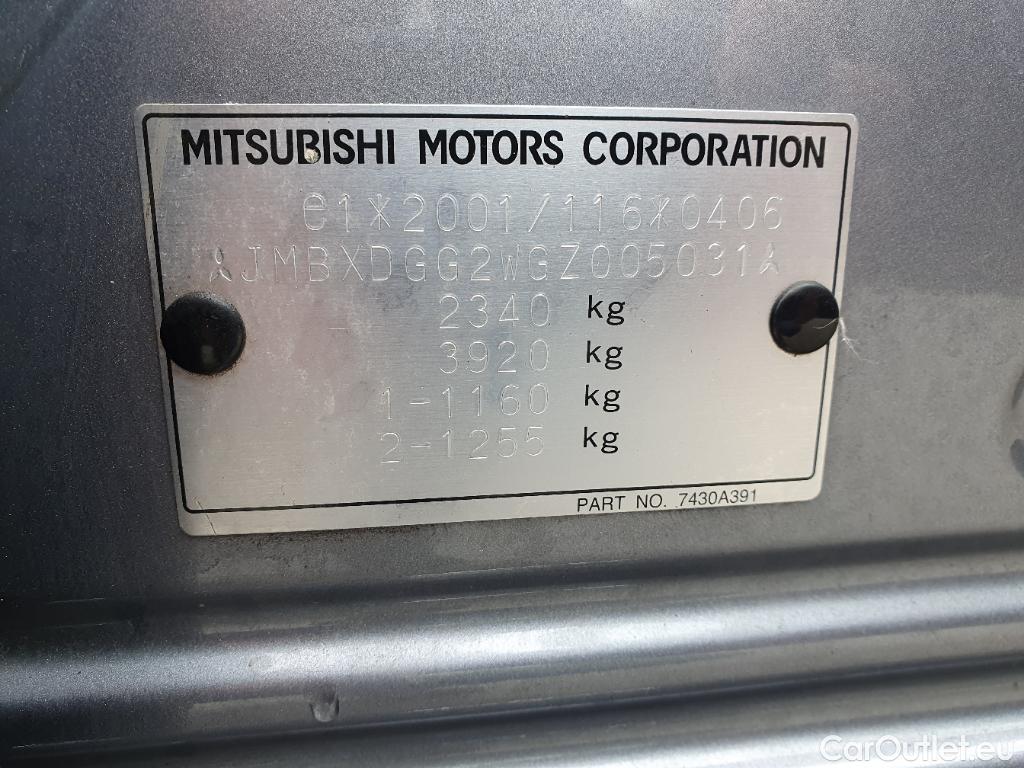 MITSUBISHI MOTORS CORPORATION
e1*2001/116*0406
*JMBXDGG2WGZ005031*
2340 kg
3920 kg
1-1160 kg
2-1255 kg
PART NO. 7430A391
CarOutlet.eu